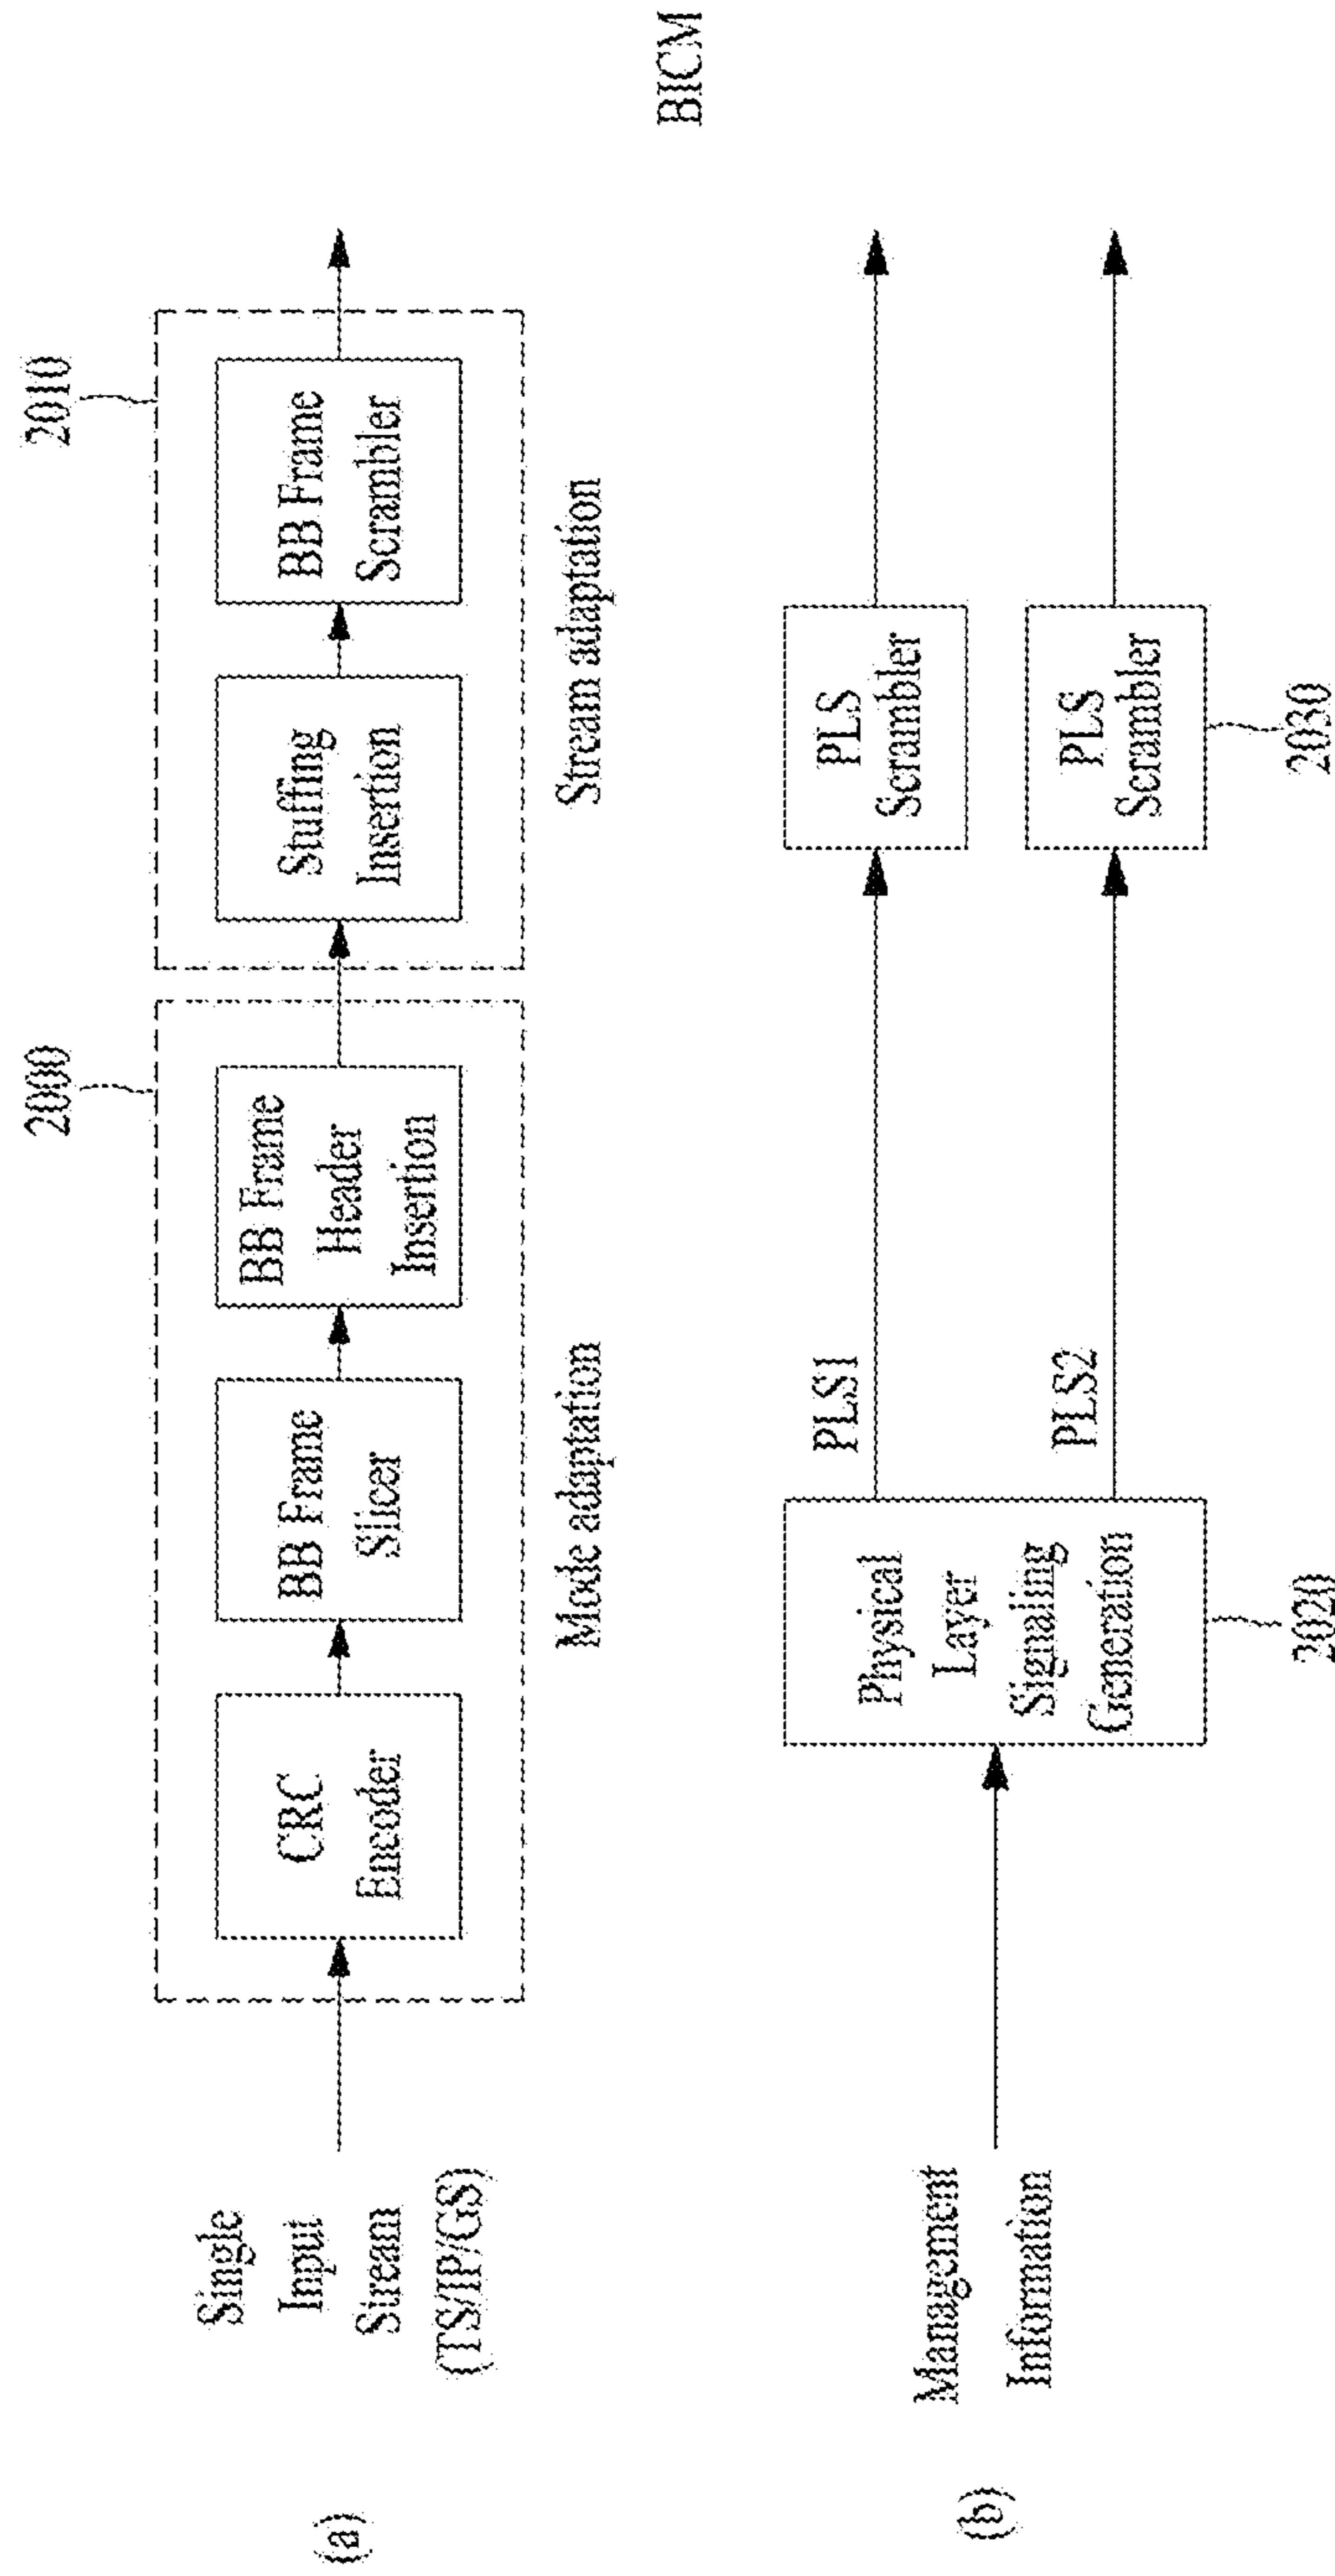 (a)
Single
Input
Stream
(TS/IP/GS)
2000
CRC
Encoder
BB Frame
Slicer
BB Frame
Header
Insertion
Mode adaptation
2010
Stuffing
Insertion
BB Frame
Scrambler
Stream adaptation
BICM
(b)
Management
Information
Physical
Layer
Signaling
Generation
2020
PLS1
PLS2
PLS
Scrambler
PLS
Scrambler
2030